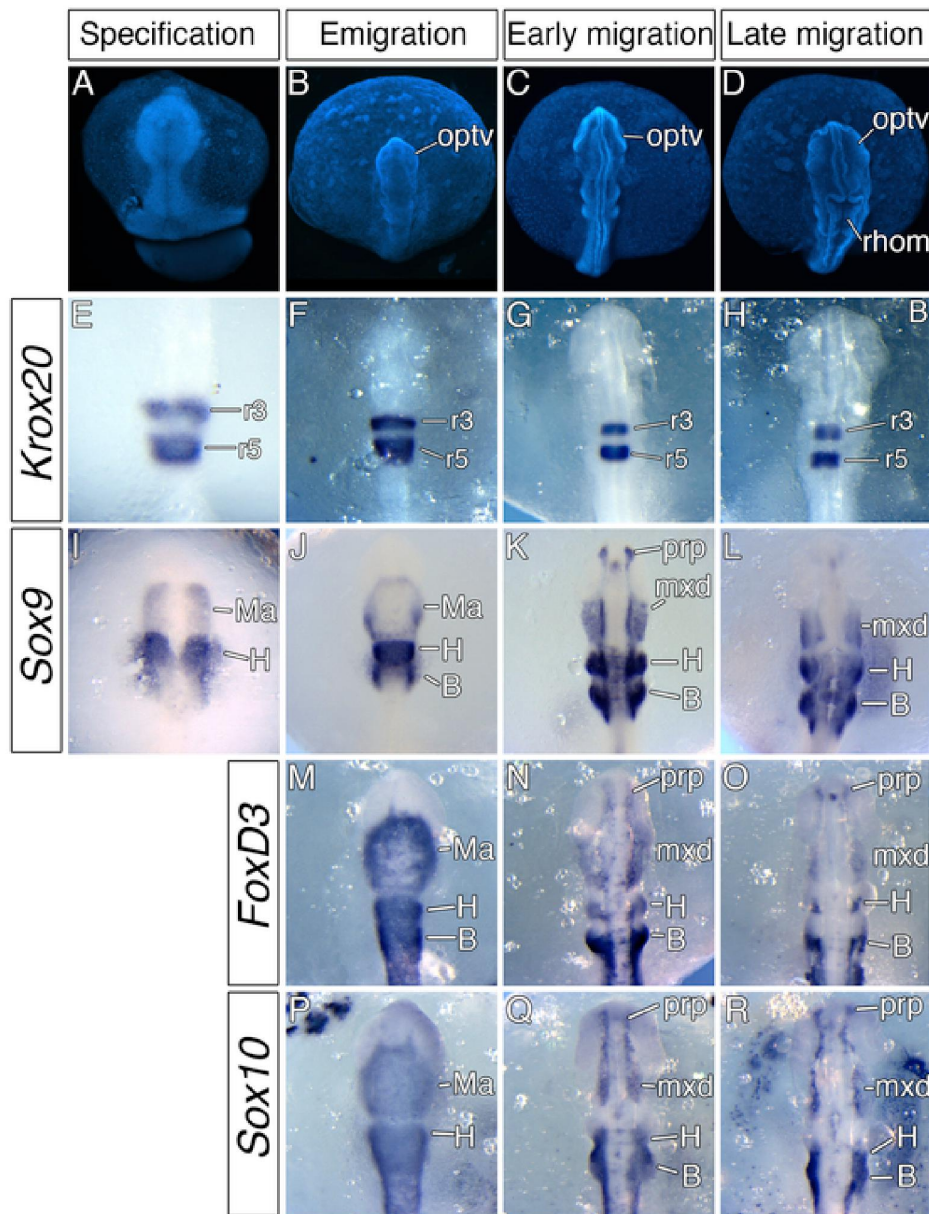 Specification Emigration Early migration Late migration
A B C D
optv optv optv
rhom
Krox20
E F G H B
r3 r3 r3 r3
r5 r5 r5 r5
Sox9
I J K L
prp
Ma Ma mxd mxd
H H H H
B B B
FoxD3
M N O
prp prp
Ma mxd mxd
H H H
B B B
Sox10
P Q R
prp prp
Ma mxd mxd
H H H
B B